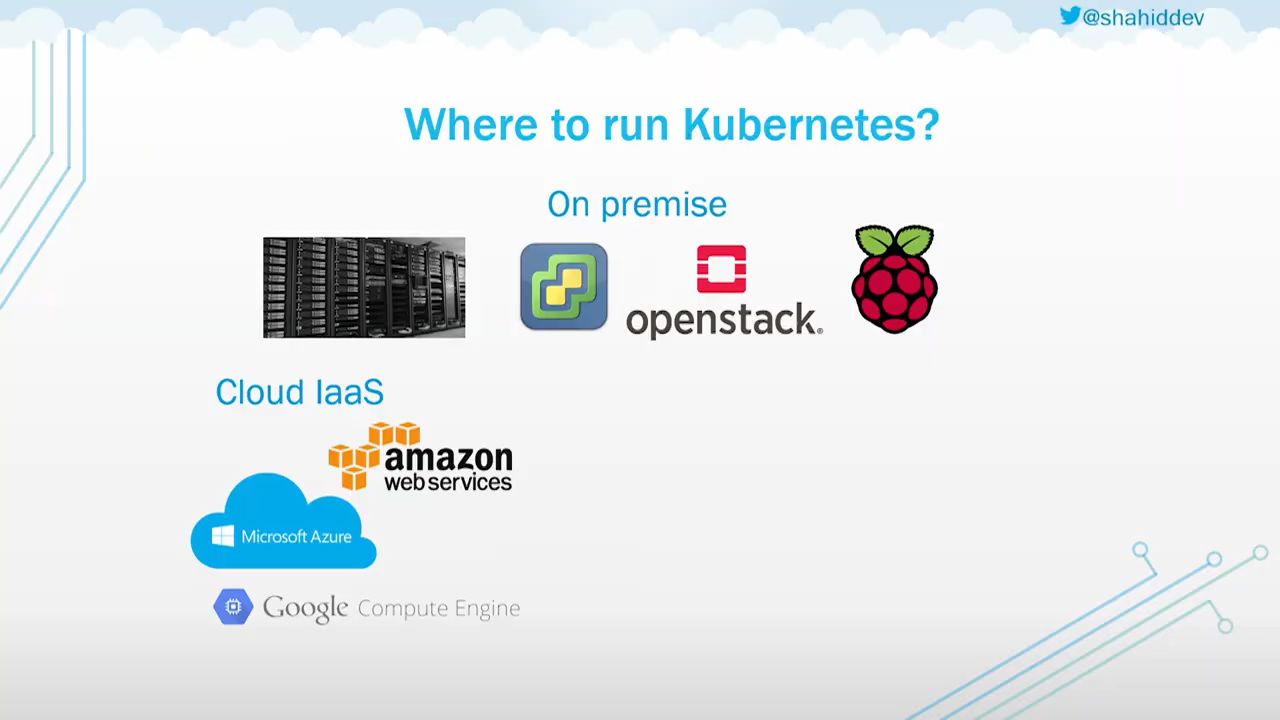 @shahiddev
Where to run Kubernetes?
On premise
openstack.
Cloud IaaS
amazon
web services
Microsoft Azure
Google Compute Engine